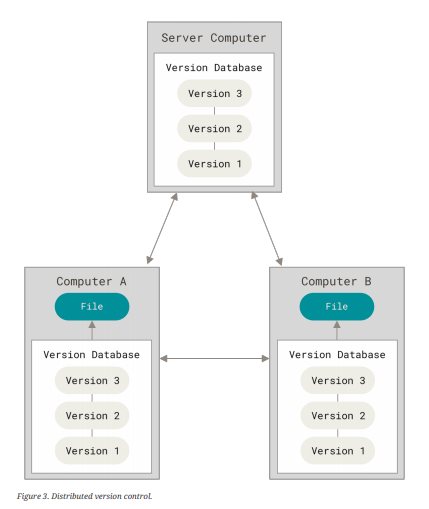 Server Computer
Version Database
Version 3
Version 2
Version 1
Computer A
File
Version Database
Version 3
Version 2
Version 1
Computer B
File
Version Database
Version 3
Version 2
Version 1
Figure 3. Distributed version control.